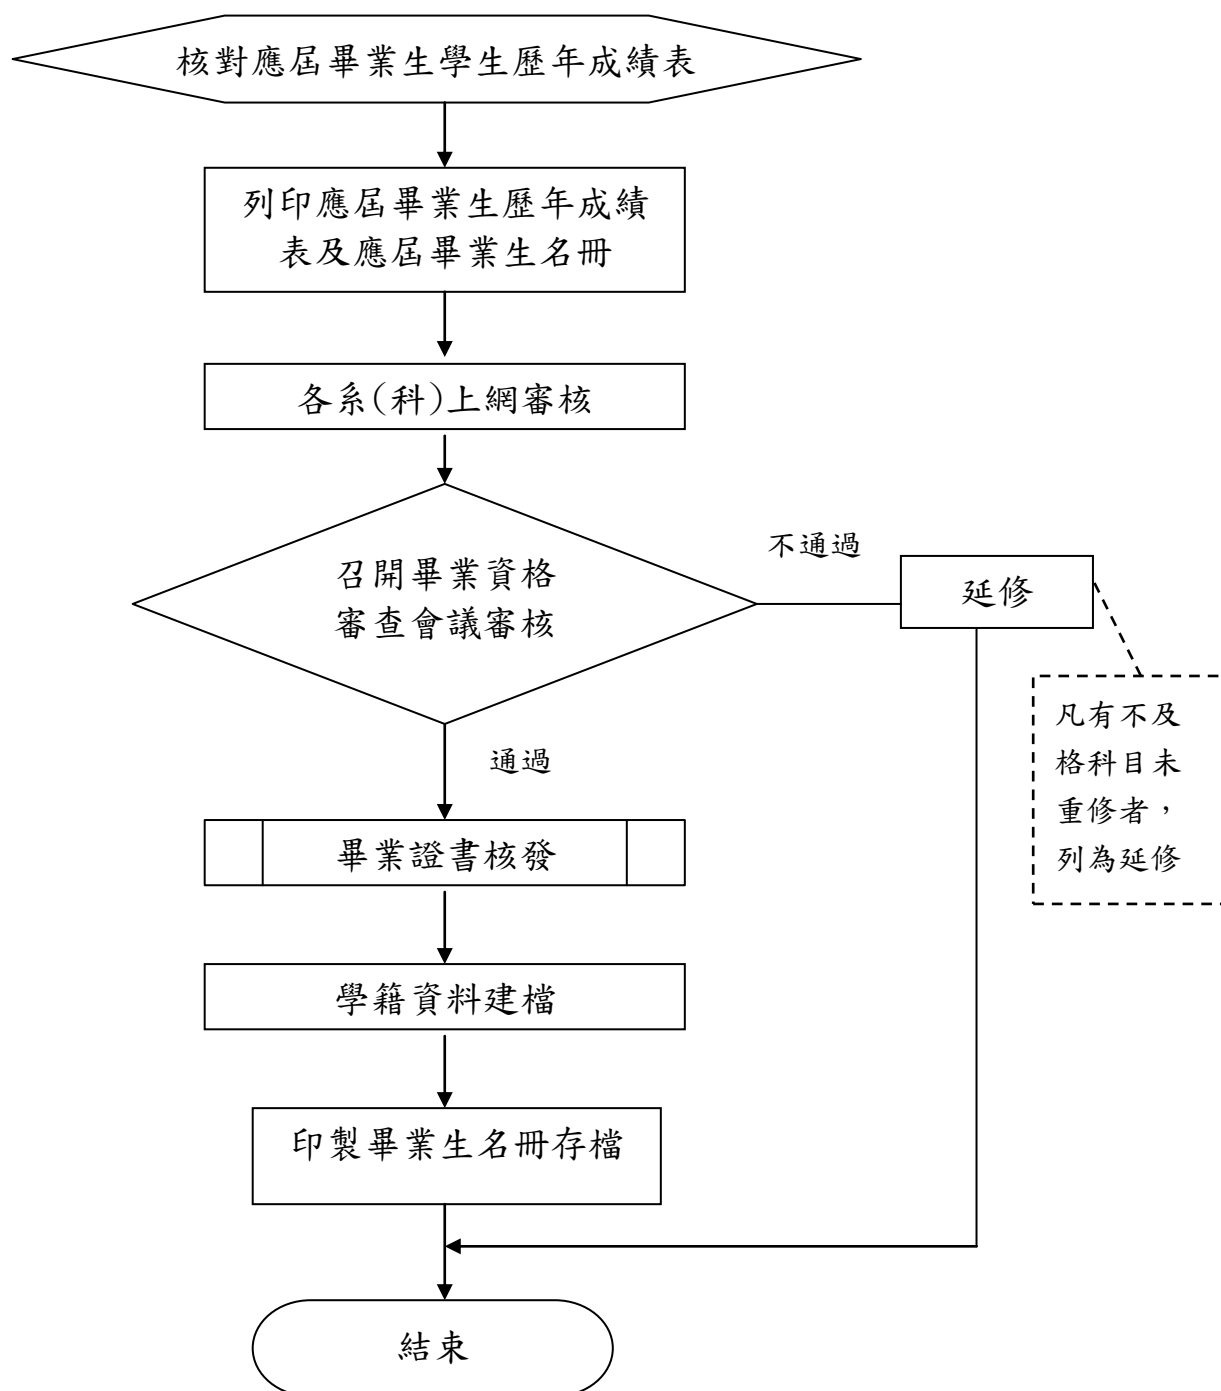 核對應屆畢業生學生歷年成績表
列印應屆畢業生歷年成績
表及應屆畢業生名冊
各系(科)上網審核
召開畢業資格
審查會議審核
不通過
延修
凡有不及
格科目未
重修者，
列為延修
通過
畢業證書核發
學籍資料建檔
印製畢業生名冊存檔
結束